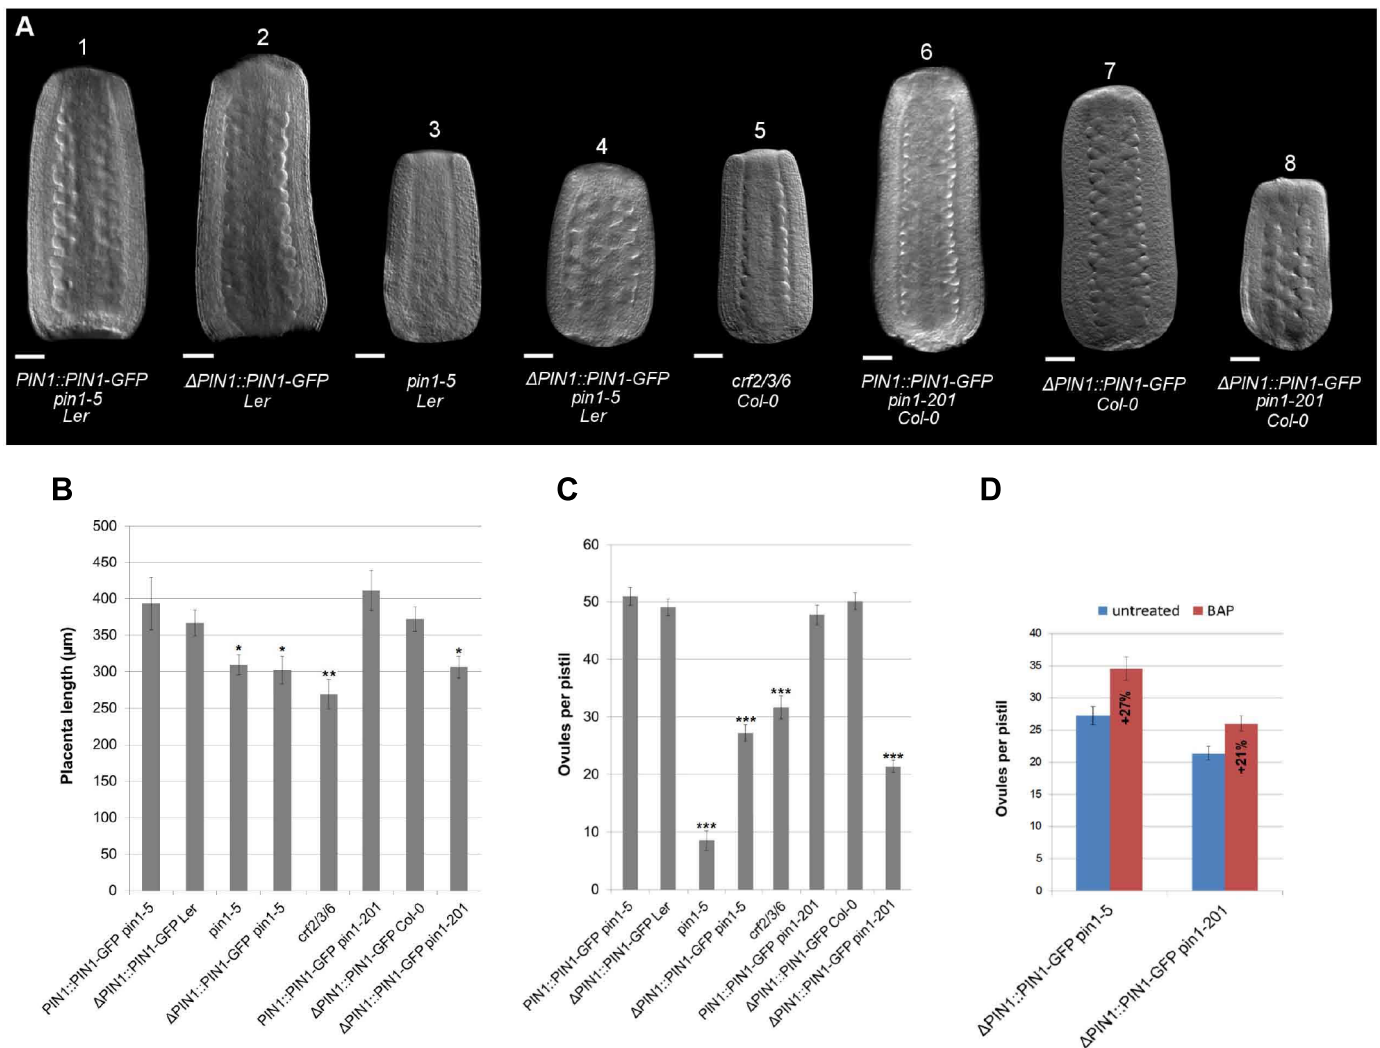 A
1
2
3
4
5
6
7
8
PIN1::PIN1-GFP
pin1-5
Ler
ΔPIN1::PIN1-GFP
Ler
pin1-5
Ler
ΔPIN1::PIN1-GFP
pin1-5
Ler
crf2/3/6
Col-0
PIN1::PIN1-GFP
pin1-201
Col-0
ΔPIN1::PIN1-GFP
Col-0
ΔPIN1::PIN1-GFP
pin1-201
Col-0
B
Placenta length (μm)
500
450
400
350
300
250
200
150
100
50
0
*
*
**
*
PIN1::PIN1-GFP pin1-5
ΔPIN1::PIN1-GFP Ler
pin1-5
ΔPIN1::PIN1-GFP pin1-5
crf2/3/6
PIN1::PIN1-GFP pin1-201
ΔPIN1::PIN1-GFP Col-0
ΔPIN1::PIN1-GFP pin1-201
C
Ovules per pistil
60
50
40
30
20
10
0
***
***
***
***
PIN1::PIN1-GFP pin1-5
ΔPIN1::PIN1-GFP Ler
pin1-5
ΔPIN1::PIN1-GFP pin1-5
crf2/3/6
PIN1::PIN1-GFP pin1-201
ΔPIN1::PIN1-GFP Col-0
ΔPIN1::PIN1-GFP pin1-201
D
untreated BAP
Ovules per pistil
40
35
30
25
20
15
10
5
0
+27%
+21%
ΔPIN1::PIN1-GFP pin1-5
ΔPIN1::PIN1-GFP pin1-201